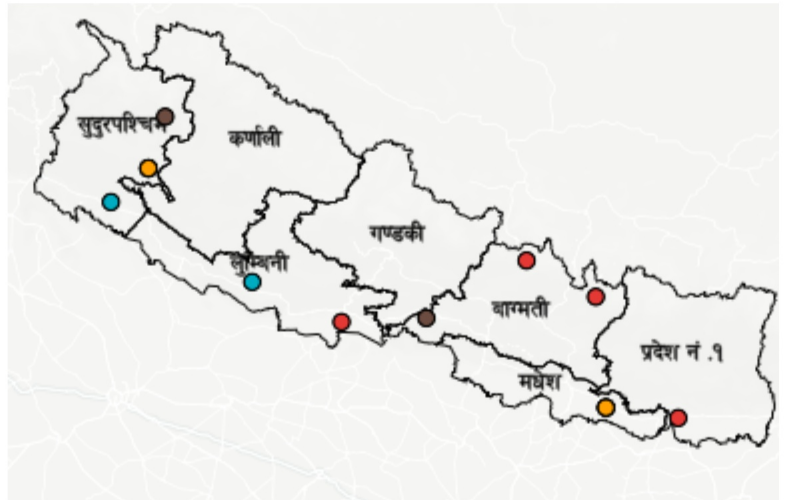 सुदुरपश्चिम
कर्णाली
गण्डकी
लुम्बिनी
बाग्मती
प्रदेश नं .१
मधेश